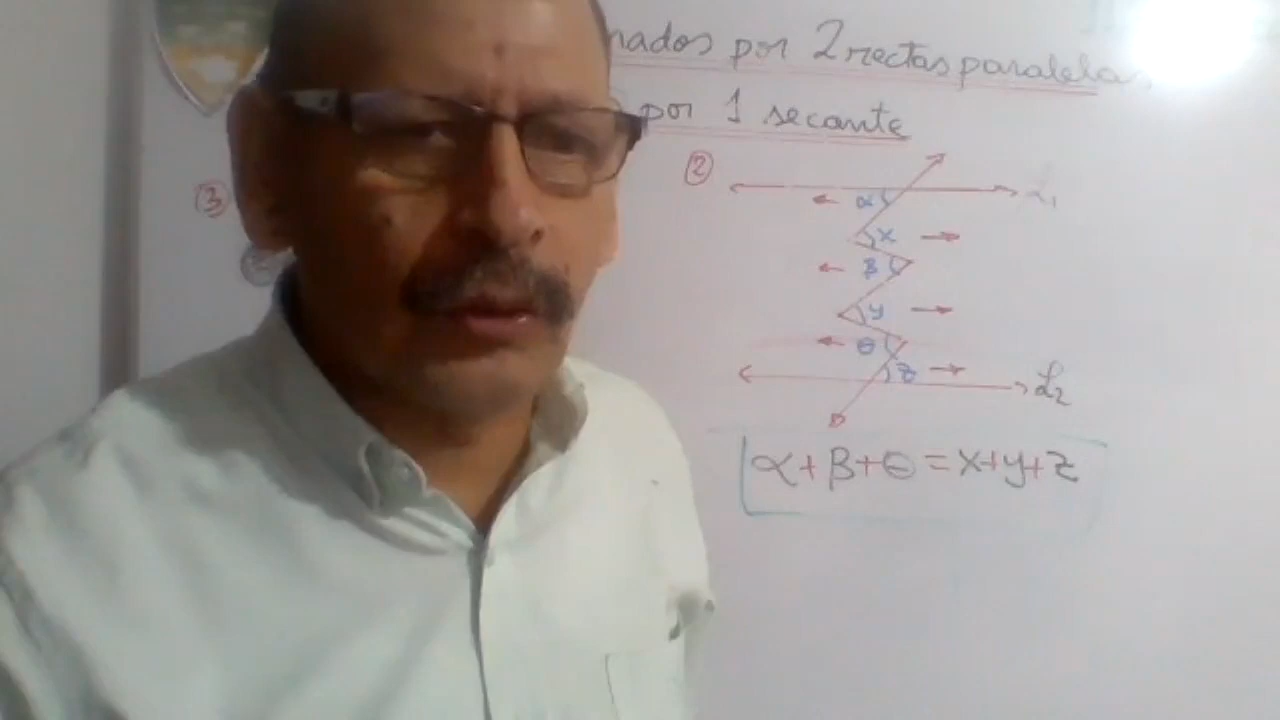 nados por 2 rectas paralelas
por 1 secante
③
②
α
L₁
x
β
y
θ
z
L₂
α+β+θ=x+y+z